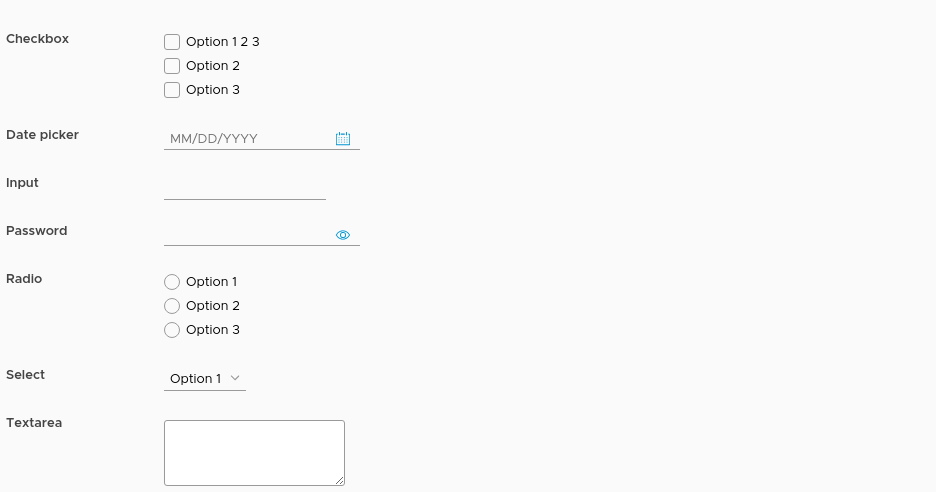 Checkbox
Option 1 2 3
Option 2
Option 3
Date picker
MM/DD/YYYY
Input
Password
Radio
Option 1
Option 2
Option 3
Select
Option 1
Textarea